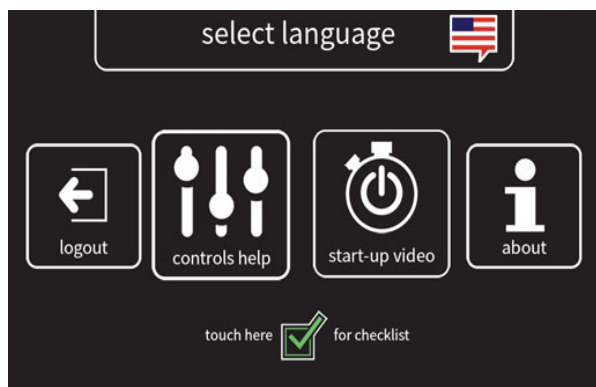 select language
logout
controls help
start-up video
about
touch here for checklist